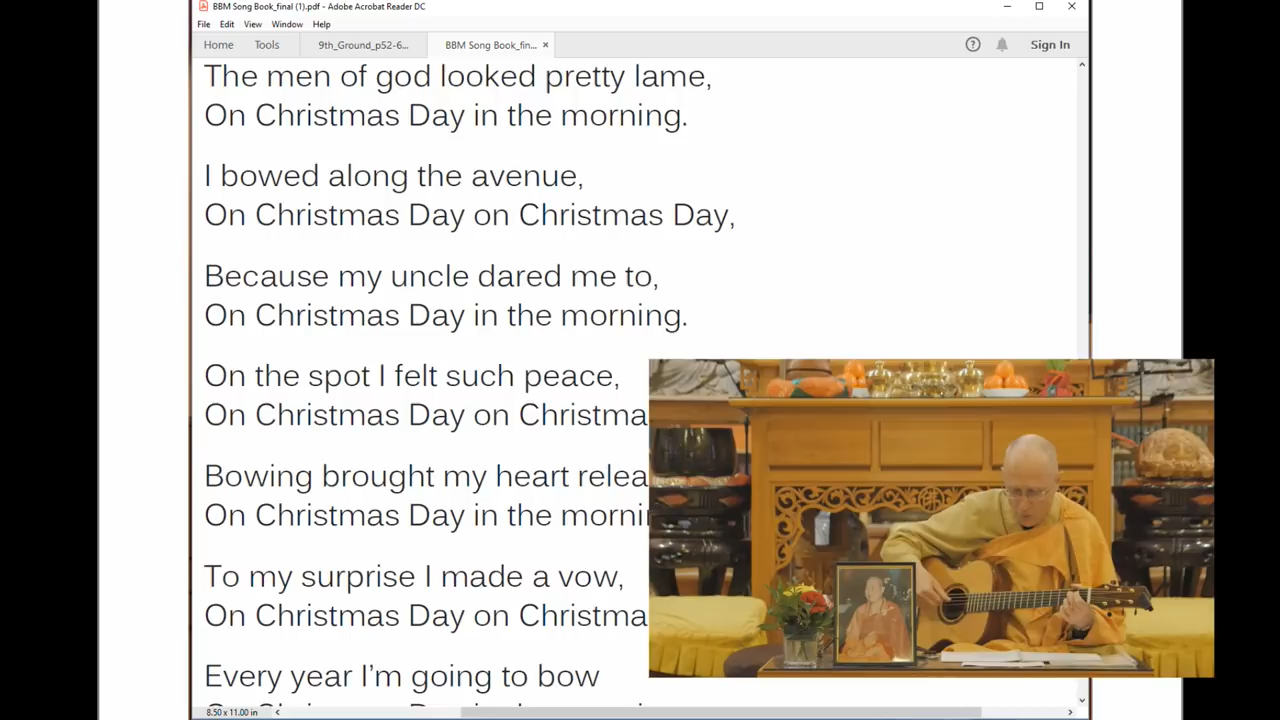 BBM Song Book_final (1).pdf - Adobe Acrobat Reader DC
File Edit View Window Help
Home Tools 9th_Ground_p52-6... BBM Song Book_fin... × Sign In
The men of god looked pretty lame,
On Christmas Day in the morning.
I bowed along the avenue,
On Christmas Day on Christmas Day,
Because my uncle dared me to,
On Christmas Day in the morning.
On the spot I felt such peace,
On Christmas Day on Christma
Bowing brought my heart relea
On Christmas Day in the morni
To my surprise I made a vow,
On Christmas Day on Christma
Every year I'm going to bow
8.50 x 11.00 in